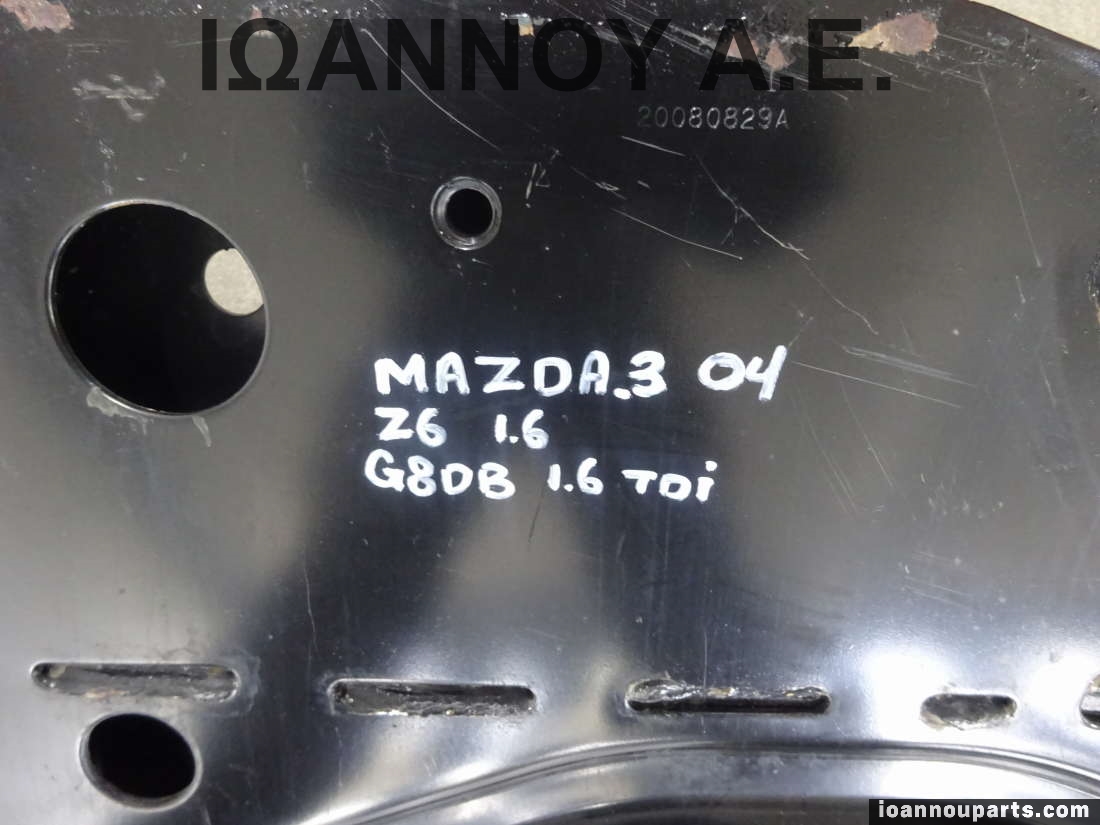 ΙΩΑΝΝΟΥ Α.Ε.
20080829A
MAZDA.3 04
Z6 1.6
G8DB 1.6 TDi
ioannouparts.com